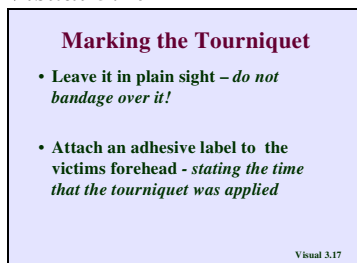 Marking the Tourniquet
• Leave it in plain sight – do not
bandage over it!
• Attach an adhesive label to the
victims forehead - stating the time
that the tourniquet was applied
Visual 3.17